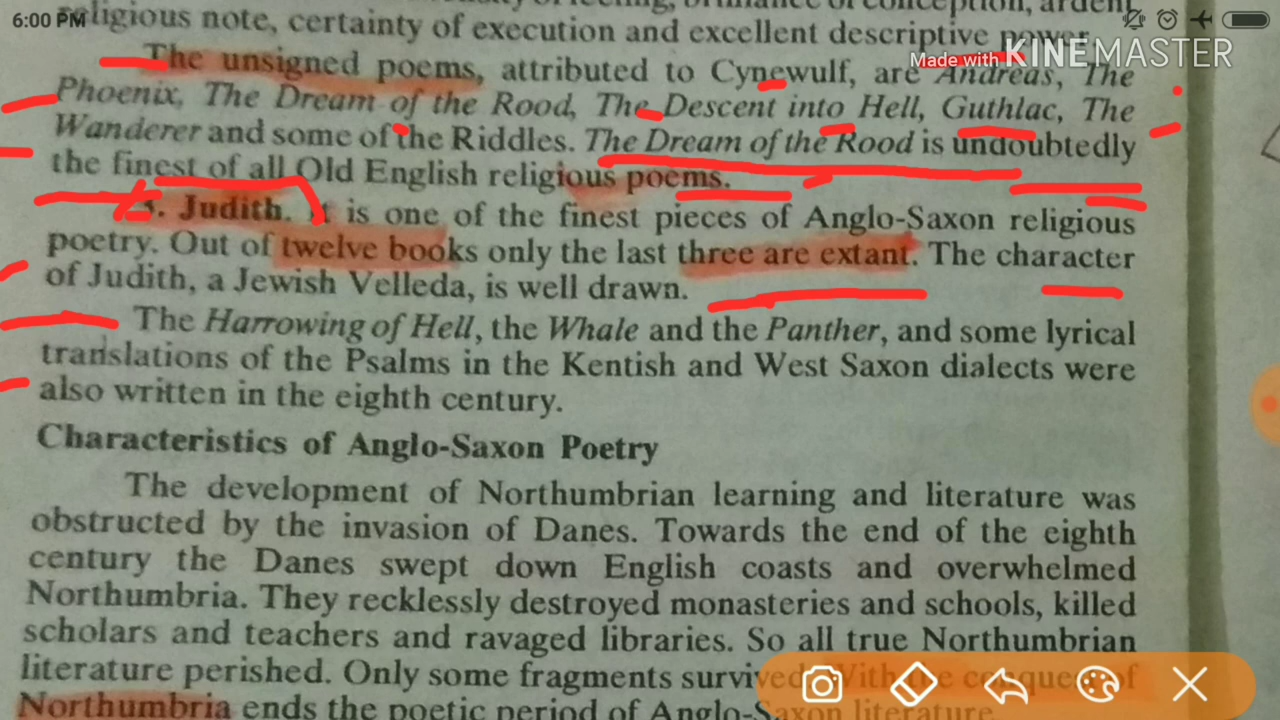 6:00 PM
religious note, certainty of execution and excellent descriptive power.
Made with KINEMASTER
The unsigned poems, attributed to Cynewulf, are Andreas, The
Phoenix, The Dream of the Rood, The Descent into Hell, Guthlac, The
Wanderer and some of the Riddles. The Dream of the Rood is undoubtedly
the finest of all Old English religious poems.
Judith. It is one of the finest pieces of Anglo-Saxon religious
poetry. Out of twelve books only the last three are extant. The character
of Judith, a Jewish Velleda, is well drawn.
The Harrowing of Hell, the Whale and the Panther, and some lyrical
translations of the Psalms in the Kentish and West Saxon dialects were
also written in the eighth century.
Characteristics of Anglo-Saxon Poetry
The development of Northumbrian learning and literature was
obstructed by the invasion of Danes. Towards the end of the eighth
century the Danes swept down English coasts and overwhelmed
Northumbria. They recklessly destroyed monasteries and schools, killed
scholars and teachers and ravaged libraries. So all true Northumbrian
literature perished. Only some fragments survived. With the conquest of
Northumbria ends the poetic period of Anglo-Saxon literature.